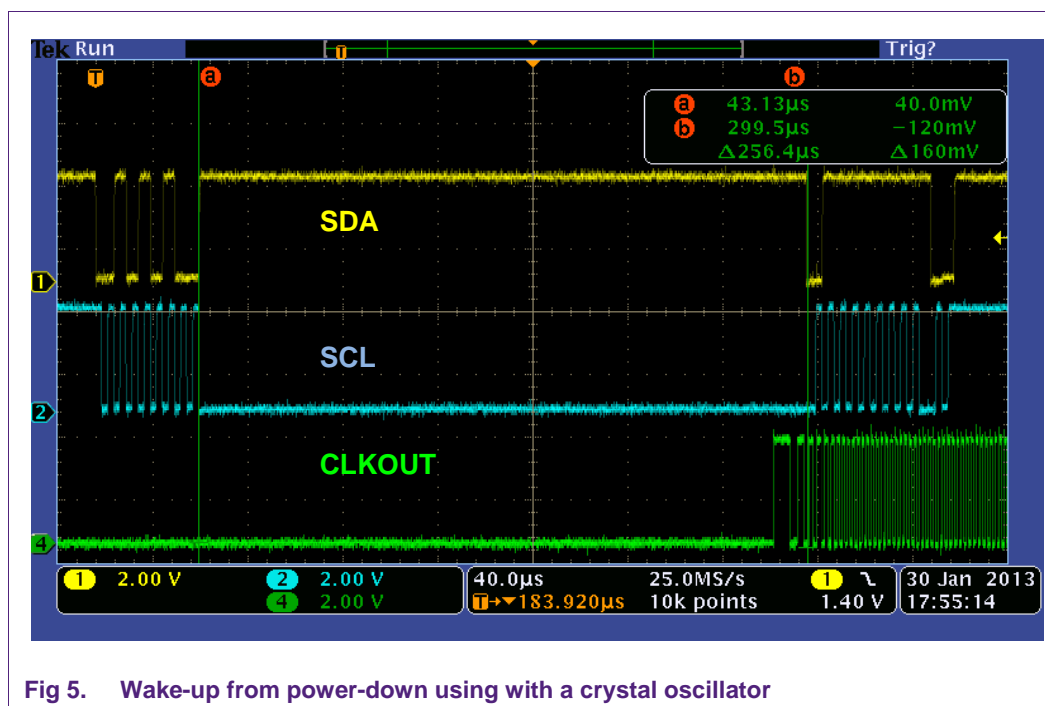 Tek Run Trig?
T
T a b
a 43.13µs 40.0mV
b 299.5µs −120mV
Δ256.4µs Δ160mV
SDA
1
SCL
2
CLKOUT
4
1 2.00 V 2 2.00 V 40.0µs 25.0MS/s 1 30 Jan 2013
4 2.00 V T→▼183.920µs 10k points 1.40 V 17:55:14
Fig 5. Wake-up from power-down using with a crystal oscillator